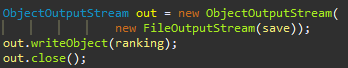 ObjectOutputStream out = new ObjectOutputStream(
new FileOutputStream(save));
out.writeObject(ranking);
out.close();